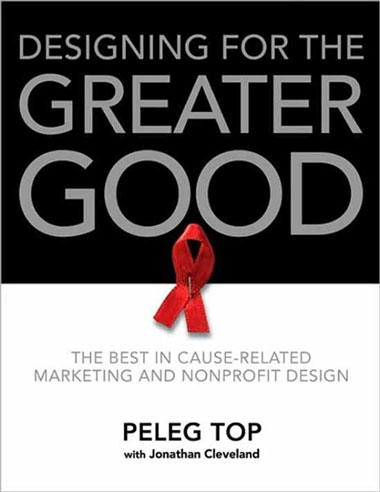 DESIGNING FOR THE
GREATER
GOOD
THE BEST IN CAUSE-RELATED
MARKETING AND NONPROFIT DESIGN
PELEG TOP
with Jonathan Cleveland